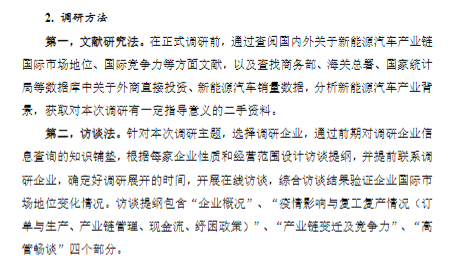 2. 调研方法
第一，文献研究法。在正式调研前，通过查阅国内外关于新能源汽车产业链
国际市场地位、国际竞争力等方面文献，以及查找商务部、海关总署、国家统计
局等数据库中关于外商直接投资、新能源汽车销量数据，分析新能源汽车产业背
景，获取对本次调研有一定指导意义的二手资料。
第二，访谈法。针对本次调研主题，选择调研企业，通过前期对调研企业信
息查询的知识铺垫，根据每家企业性质和经营范围设计访谈提纲，并提前联系调
研企业，确定好调研展开的时间，开展在线访谈，综合访谈结果验证企业国际市
场地位变化情况。访谈提纲包含“企业概况”、“疫情影响与复工复产情况（订
单与生产、产业链管理、现金流、纾困政策）”、“产业链变迁及竞争力”、“高
管畅谈”四个部分。